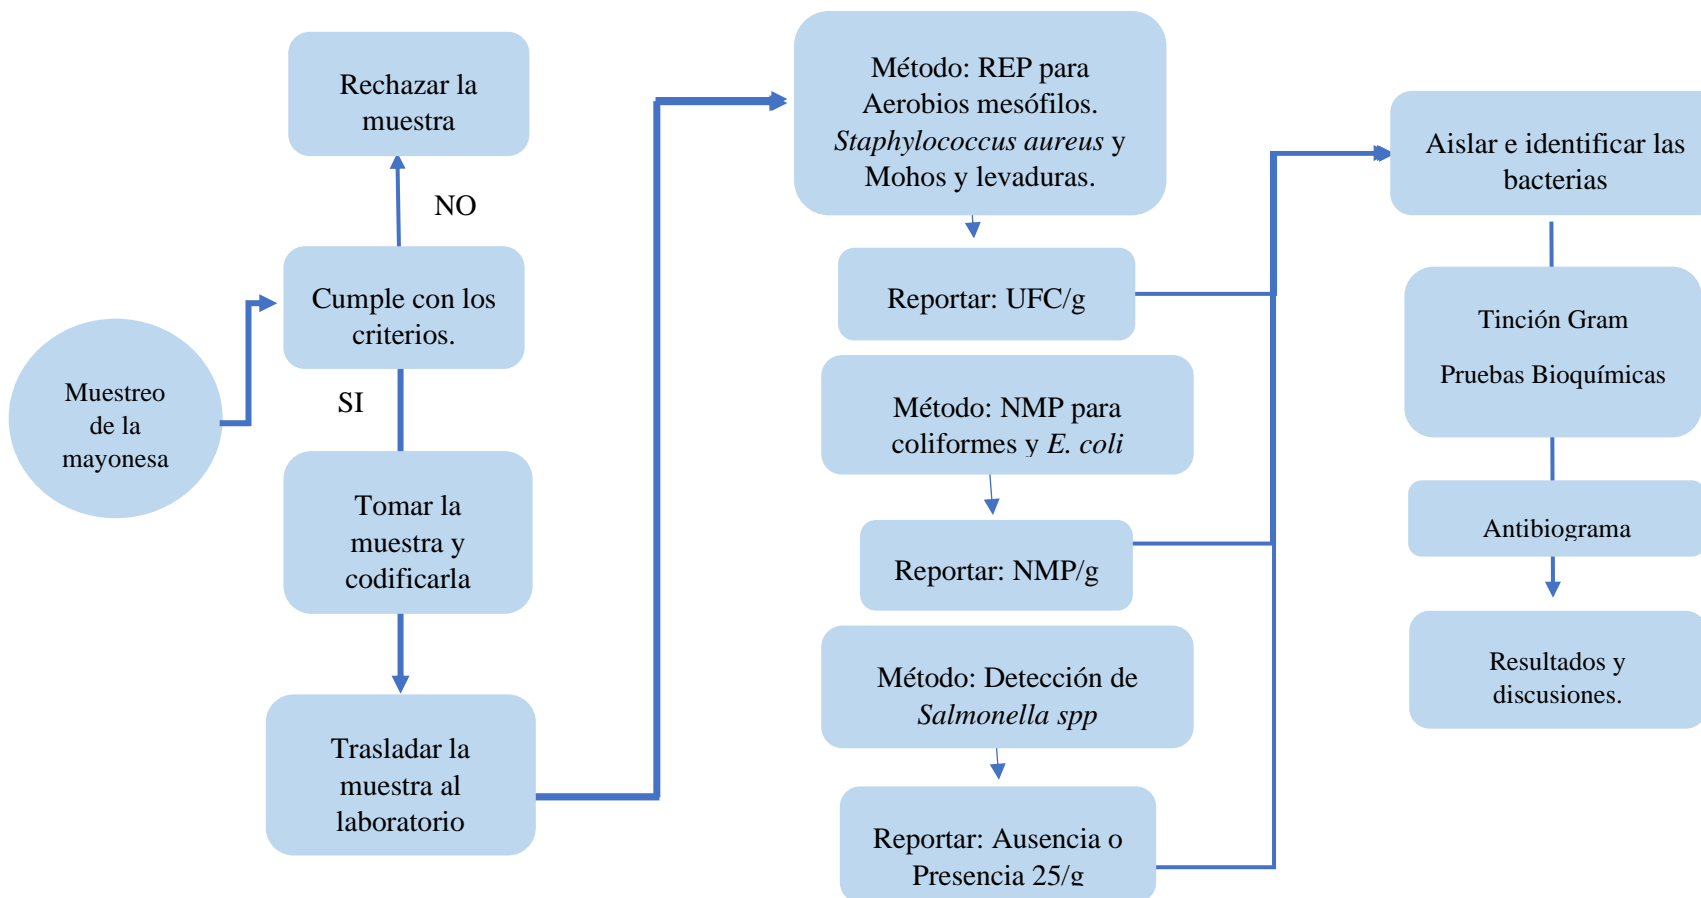 Muestreo
de la
mayonesa
Rechazar la
muestra
NO
Cumple con los
criterios.
SI
Tomar la
muestra y
codificarla
Trasladar la
muestra al
laboratorio
Método: REP para
Aerobios mesófilos.
Staphylococcus aureus y
Mohos y levaduras.
Reportar: UFC/g
Método: NMP para
coliformes y E. coli
Reportar: NMP/g
Método: Detección de
Salmonella spp
Reportar: Ausencia o
Presencia 25/g
Aislar e identificar las
bacterias
Tinción Gram
Pruebas Bioquímicas
Antibiograma
Resultados y
discusiones.